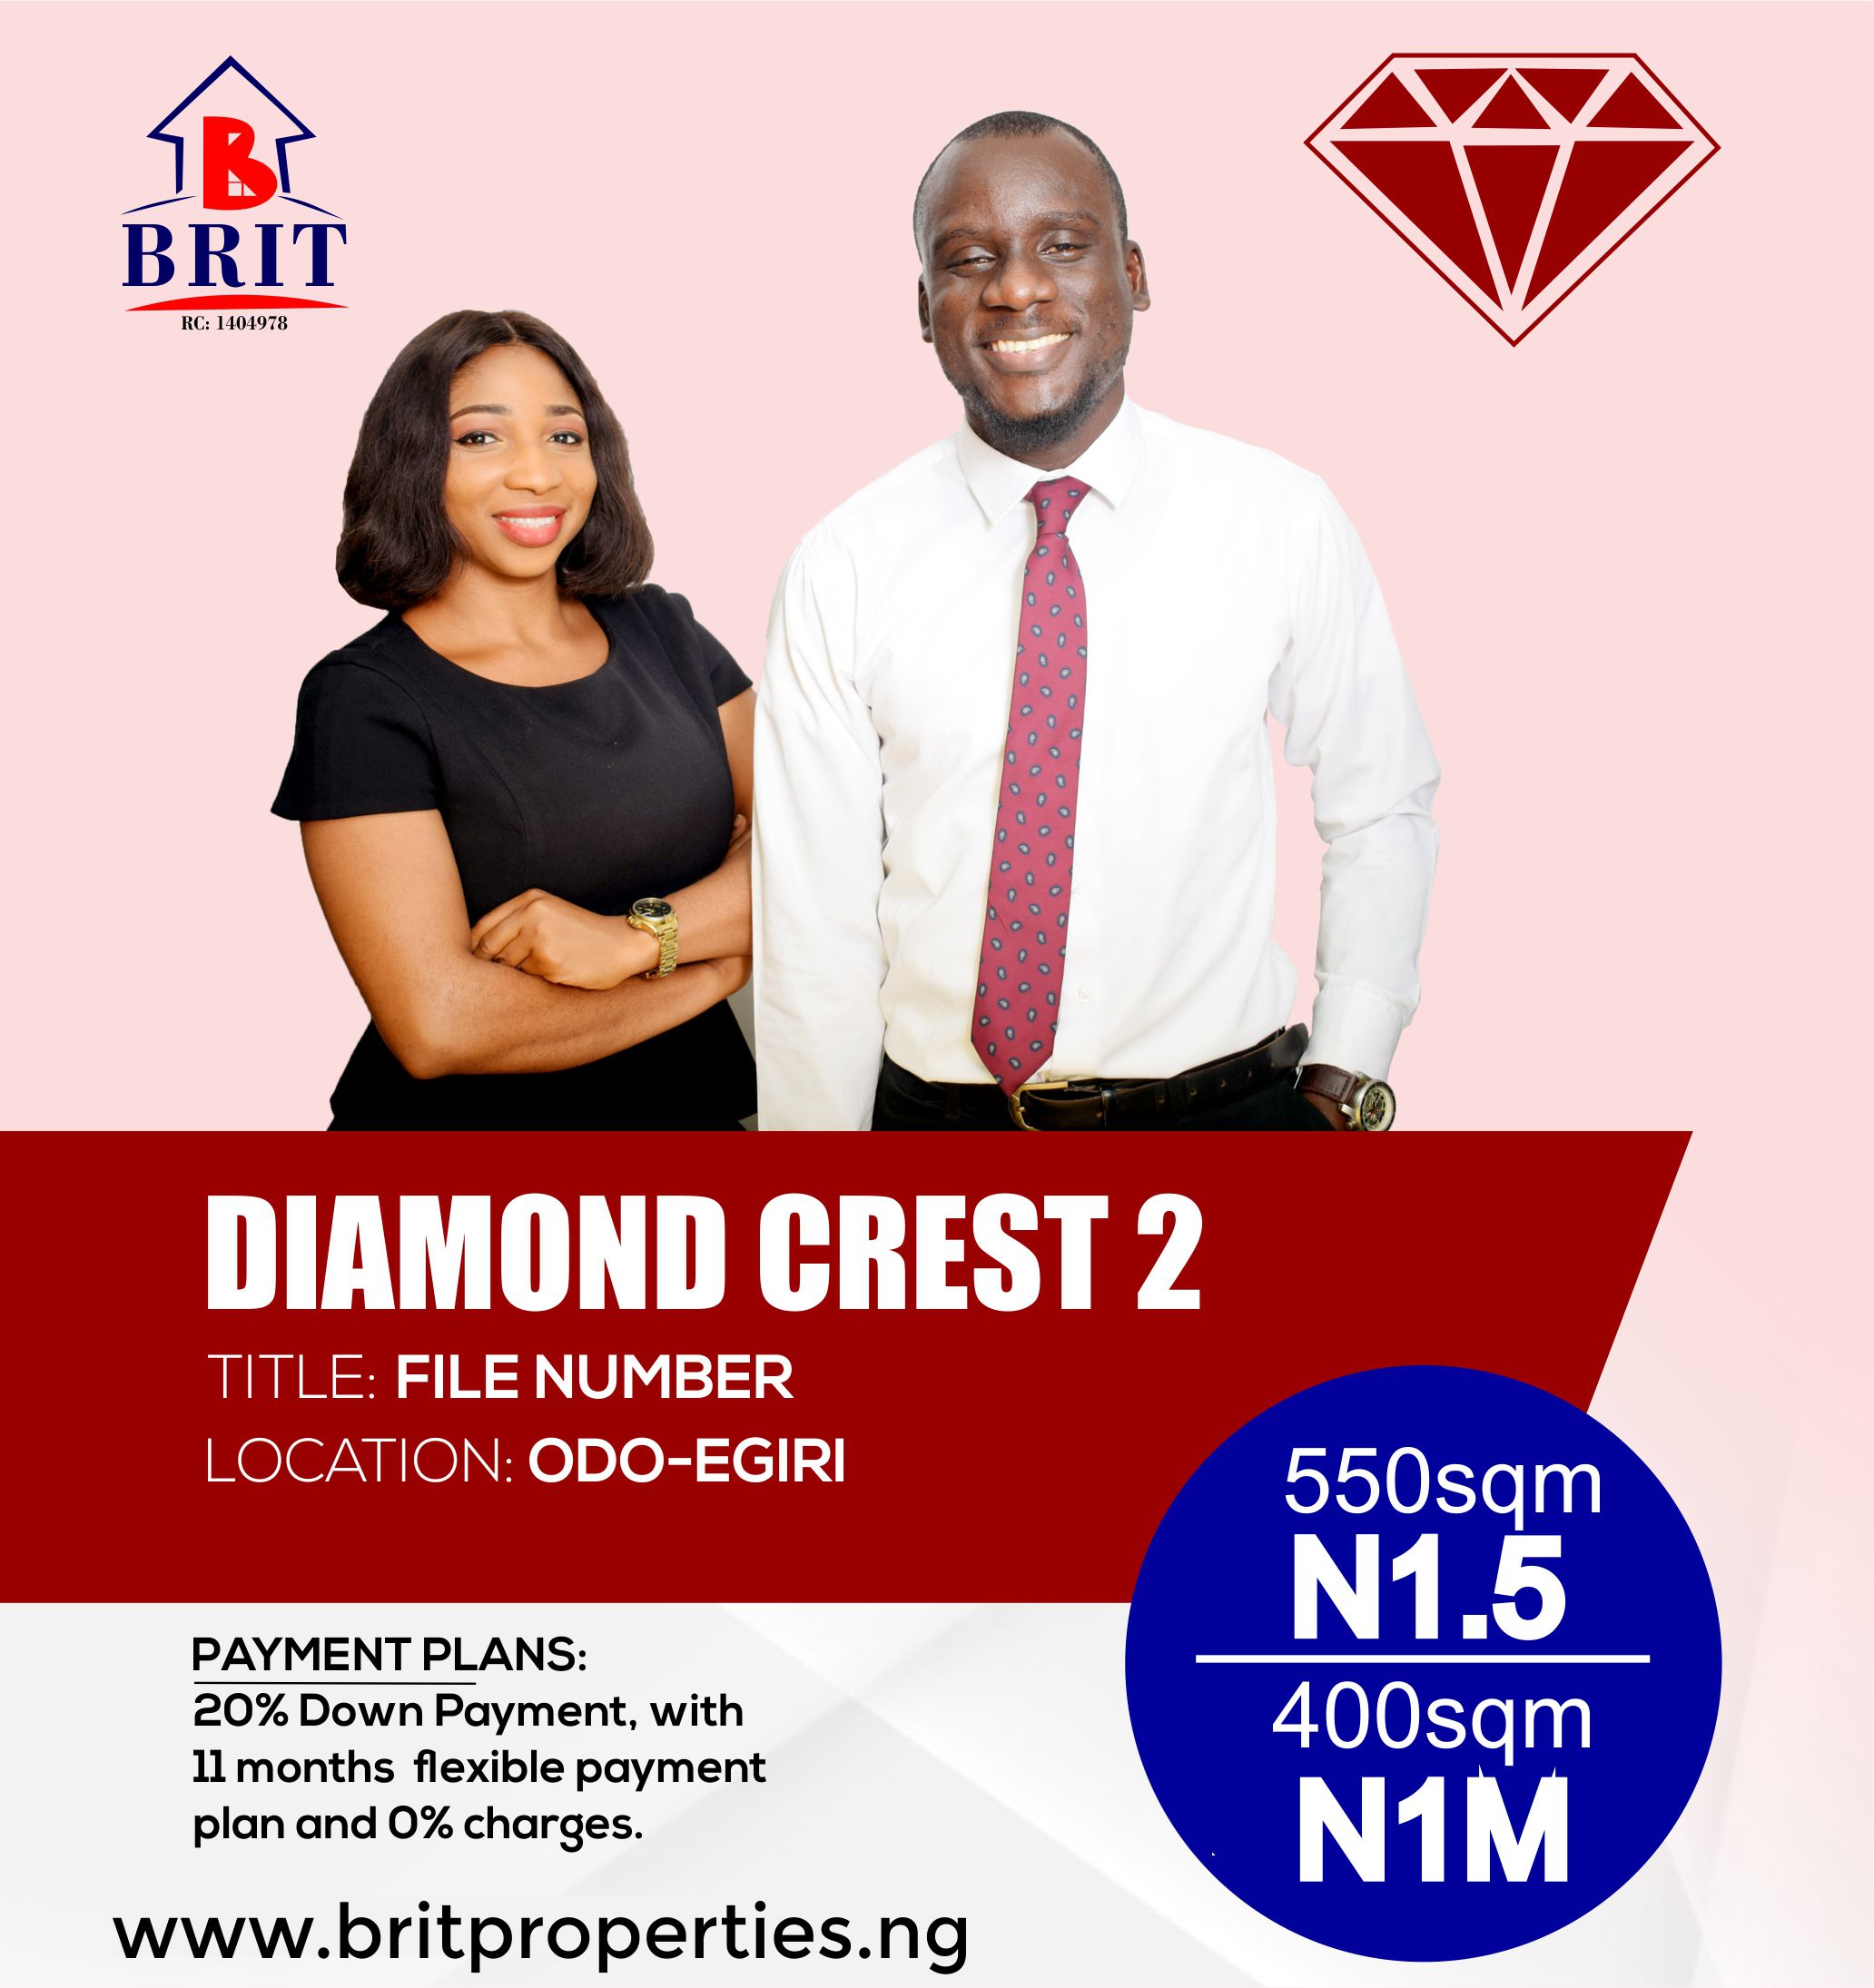 B
BRIT
RC: 1404978
DIAMOND CREST 2
TITLE: FILE NUMBER
LOCATION: ODO-EGIRI
550sqm
N1.5
400sqm
N1M
PAYMENT PLANS:
20% Down Payment, with
11 months flexible payment
plan and 0% charges.
www.britproperties.ng